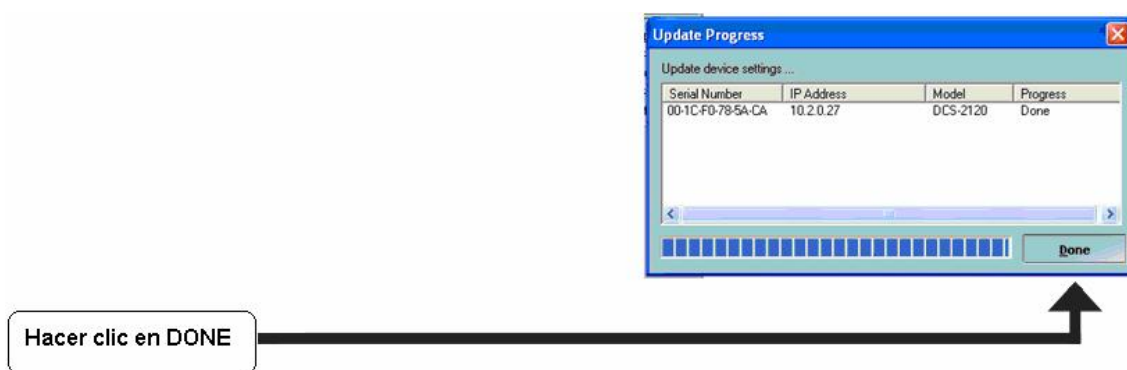 Update Progress
Update device settings ...
Serial Number IP Address Model Progress
00-1C-F0-78-5A-CA 10.2.0.27 DCS-2120 Done
Done
Hacer clic en DONE